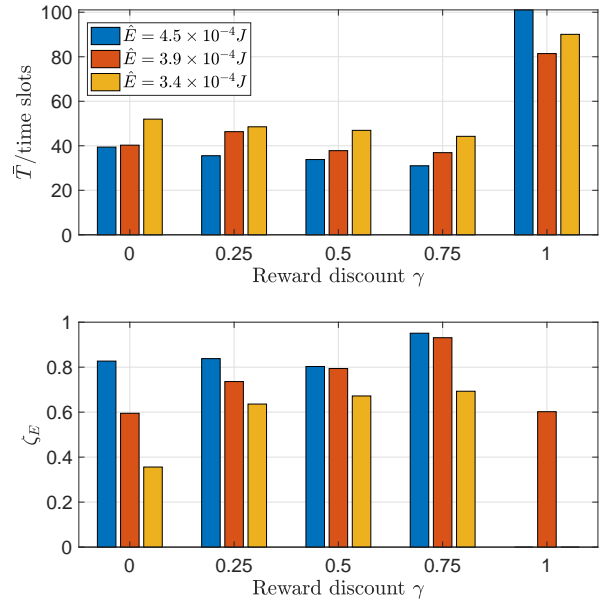 100
80
60
40
20
0
T̄/time slots
Ê = 4.5 × 10⁻⁴J
Ê = 3.9 × 10⁻⁴J
Ê = 3.4 × 10⁻⁴J
0 0.25 0.5 0.75 1
Reward discount γ
1
0.8
0.6
0.4
0.2
0
ζ_E
0 0.25 0.5 0.75 1
Reward discount γ